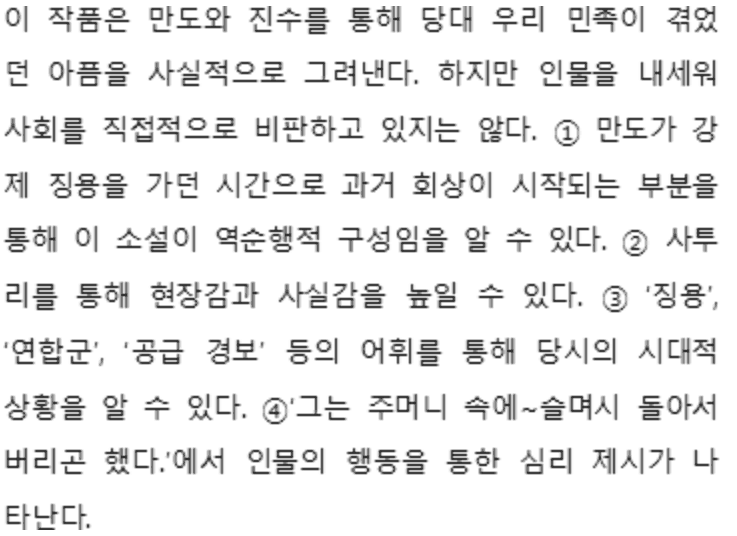 이 작품은 만도와 진수를 통해 당대 우리 민족이 겪었
던 아픔을 사실적으로 그려낸다. 하지만 인물을 내세워
사회를 직접적으로 비판하고 있지는 않다. ① 만도가 강
제 징용을 가던 시간으로 과거 회상이 시작되는 부분을
통해 이 소설이 역순행적 구성임을 알 수 있다. ② 사투
리를 통해 현장감과 사실감을 높일 수 있다. ③ '징용',
'연합군', '공급 경보' 등의 어휘를 통해 당시의 시대적
상황을 알 수 있다. ④'그는 주머니 속에~슬며시 돌아서
버리곤 했다.'에서 인물의 행동을 통한 심리 제시가 나
타난다.